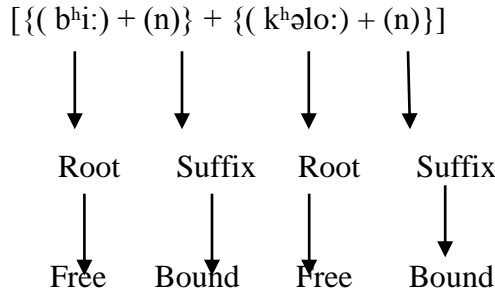 [{( bʰi:) + (n)} + {( kʰəlo:) + (n)}]
Root Suffix Root Suffix
Free Bound Free Bound